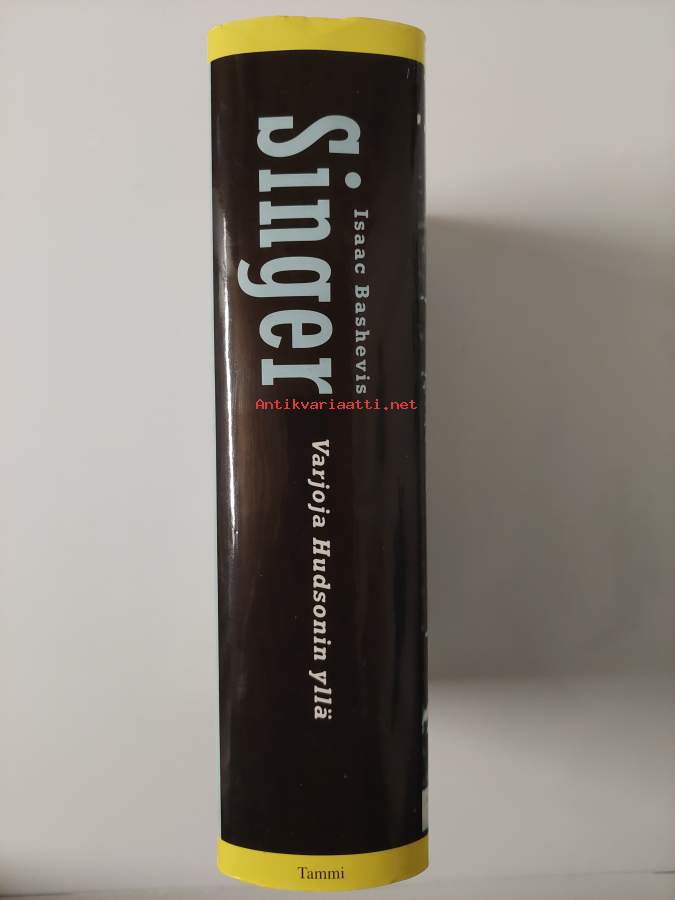 Isaac Bashevis
Singer
Antikvariaatti.net
Varjoja Hudsonin yllä
Tammi